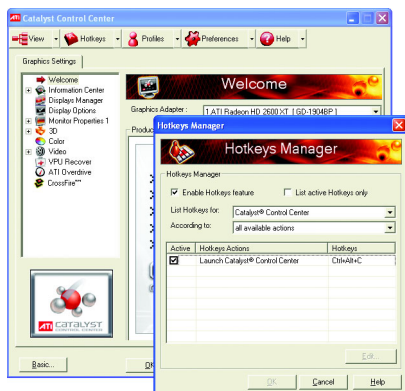 Catalyst Control Center
View Hotkeys Profiles Preferences Help
Graphics Settings
Welcome
Information Center
Displays Manager
Display Options
Monitor Properties 1
3D
Color
Video
VPU Recover
ATI Overdrive
CrossFire™
Welcome
Graphics Adapter :
1.ATI Radeon HD 2600 XT [ GD-1904BP ]
Produc
ATI CATALYST
CONTROL CENTER
Basic...
Hotkeys Manager
Hotkeys Manager
Hotkeys Manager
Enable Hotkeys feature
List active Hotkeys only
List Hotkeys for:
Catalyst® Control Center
According to:
all available actions
Active Hotkeys Actions Hotkeys
Launch Catalyst® Control Center Ctrl+Alt+C
Edit...
OK Cancel Help